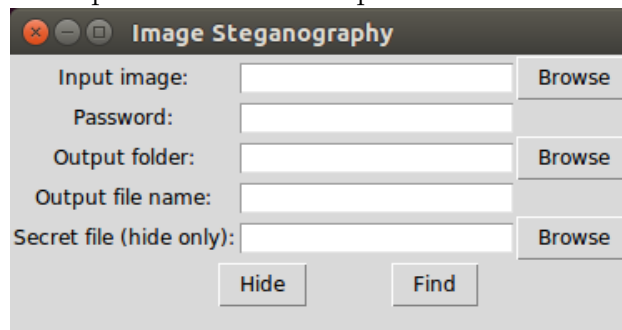 Image Steganography
Input image: Browse
Password:
Output folder: Browse
Output file name:
Secret file (hide only): Browse
Hide Find